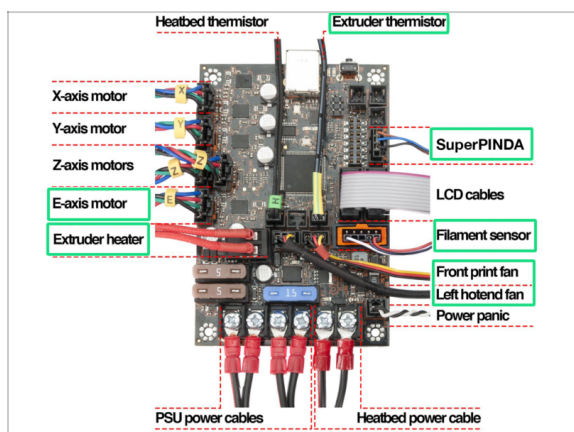 Heatbed thermistor
Extruder thermistor
X-axis motor
X
Y-axis motor
Y
SuperPINDA
Z-axis motors
Z
Z
LCD cables
E-axis motor
E
H
Extruder heater
Filament sensor
5
Front print fan
5
15
Left hotend fan
Power panic
PSU power cables
Heatbed power cable